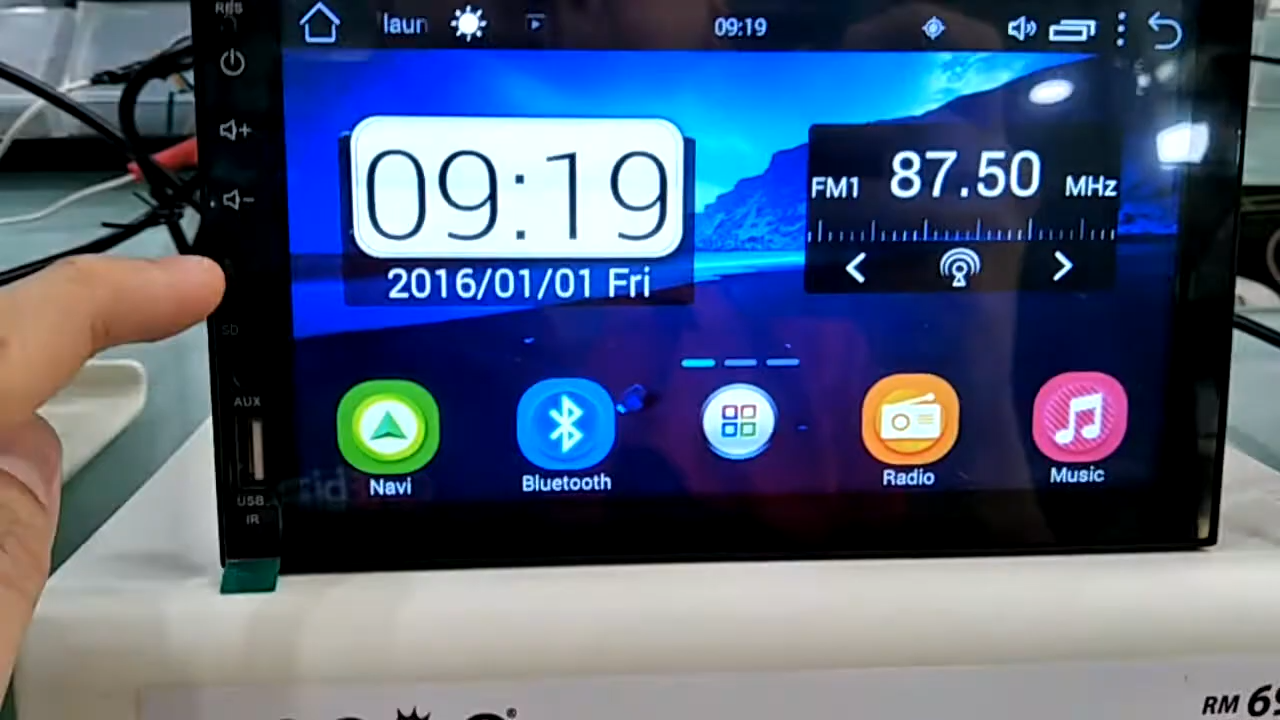 RES
laun
09:19
09:19
2016/01/01 Fri
FM1 87.50 MHz
SD
AUX
USB
IR
Navi
Bluetooth
Radio
Music
RM